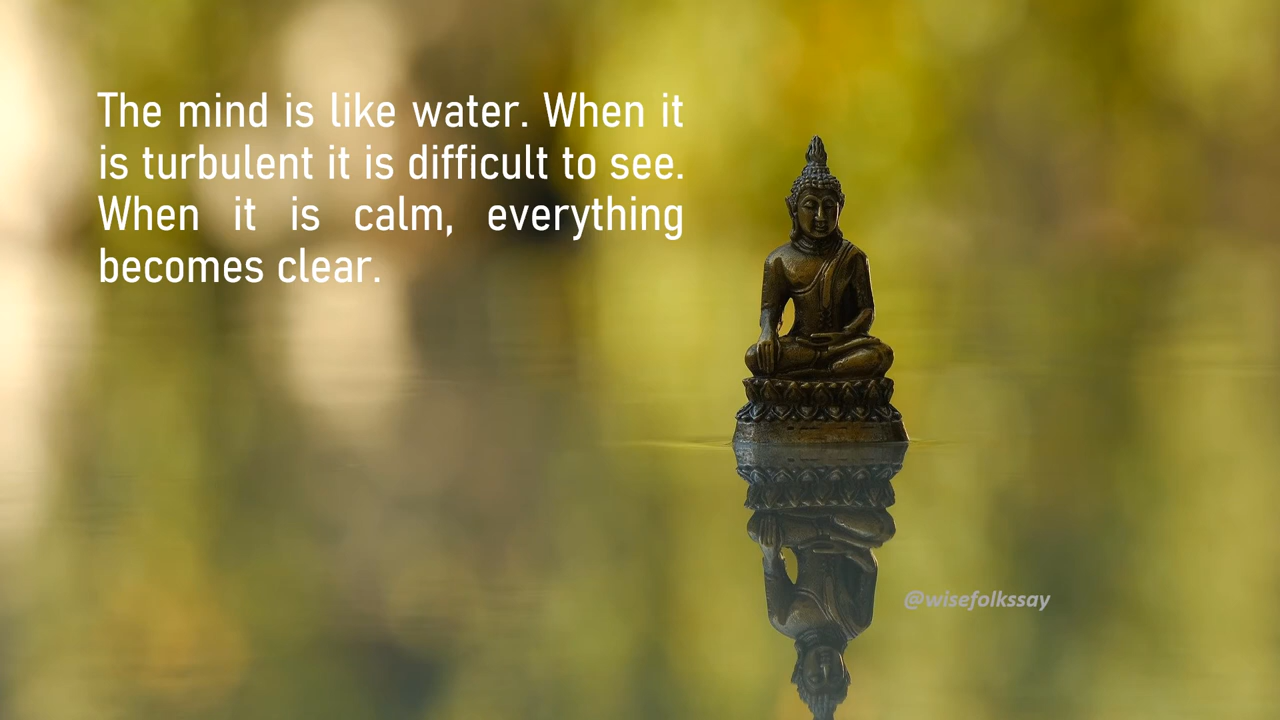 The mind is like water. When it
is turbulent it is difficult to see.
When it is calm, everything
becomes clear.
@wisefolkssay